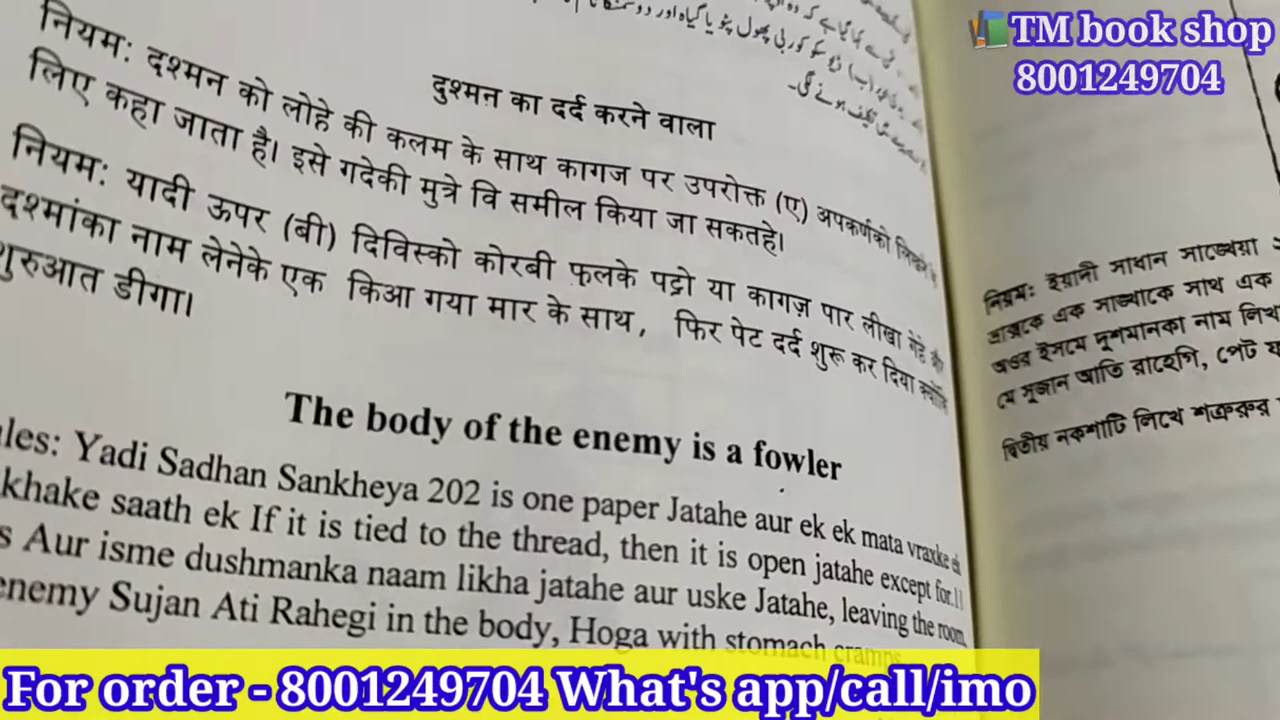 TM book shop
8001249704
दुश्मन का दर्द करने वाला
नियम: दश्मन को लोहे की कलम के साथ कागज पर उपरोक्त (ए) अपकर्णको
लिए कहा जाता है। इसे गदेकी मुत्रे वि समील किया जा सकतहे।
नियम: यादी ऊपर (बी) दिविस्को कोरबी फूलके पट्रो या कागज़ पार लीखा गेहे
दश्मांका नाम लेनेके एक किआ गया मार के साथ, फिर पेट दर्द शुरू कर दिया
शुरुआत डीगा।
The body of the enemy is a fowler
ules: Yadi Sadhan Sankheya 202 is one paper Jatahe aur ek ek mata vraxke ek
khake saath ek If it is tied to the thread, then it is open jatahe except for.
s Aur isme dushmanka naam likha jatahe aur uske Jatahe, leaving the room,
enemy Sujan Ati Rahegi in the body, Hoga with stomach cramps
নিয়ম: ইয়াদী সাধান সাঙ্খেয়া
এক সাঙ্খাকে সাথ এক
অওর ইসমে দুশমানকা নাম লিখা
যে সুজান আতি রাহেগি, পেট
দ্বিতীয় নকশাটি লিখে শত্রুরুর
For order - 8001249704 What's app/call/imo